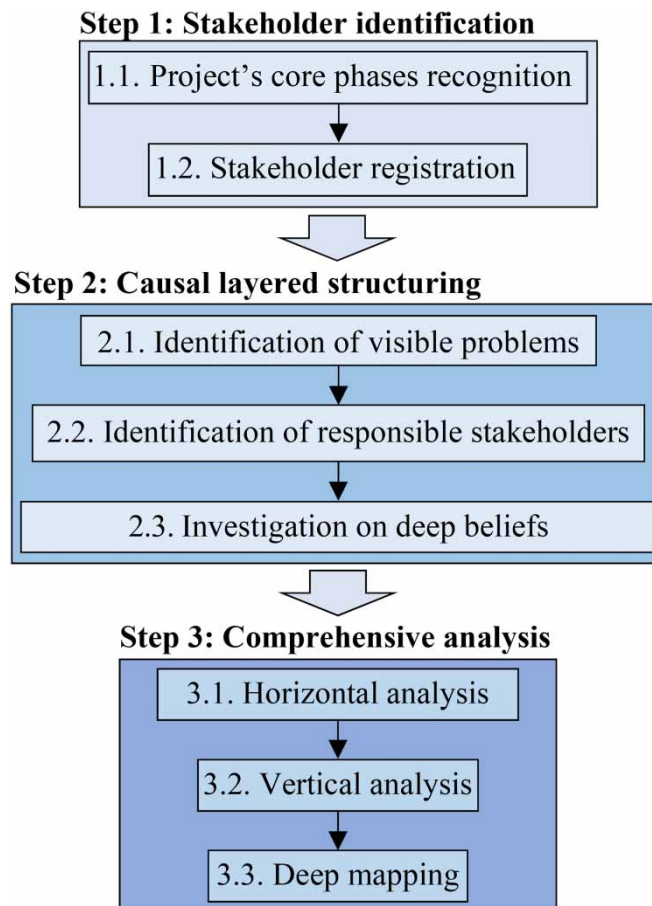 Step 1: Stakeholder identification
1.1. Project's core phases recognition
1.2. Stakeholder registration
Step 2: Causal layered structuring
2.1. Identification of visible problems
2.2. Identification of responsible stakeholders
2.3. Investigation on deep beliefs
Step 3: Comprehensive analysis
3.1. Horizontal analysis
3.2. Vertical analysis
3.3. Deep mapping